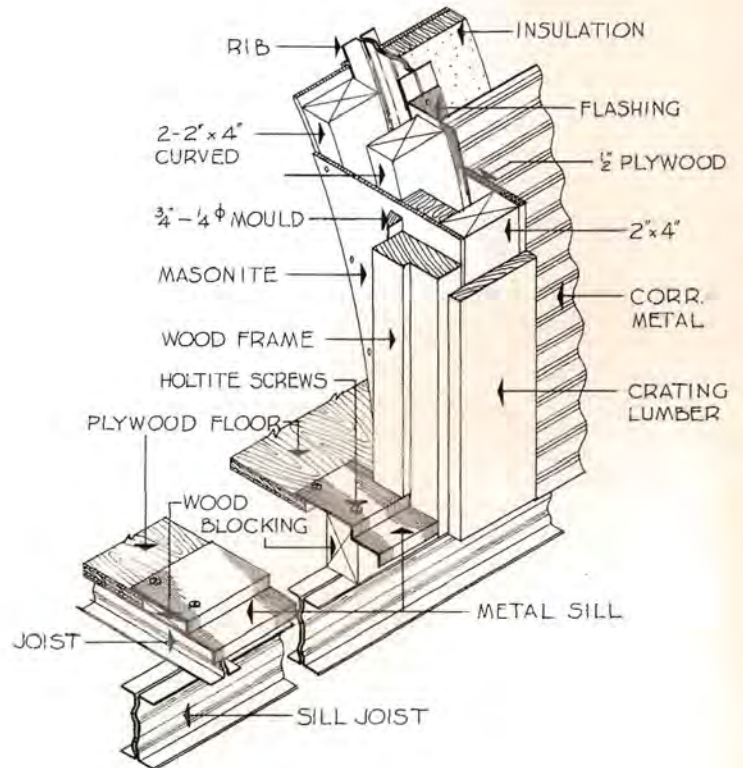 RIB
INSULATION
FLASHING
2-2" x 4"
CURVED
½" PLYWOOD
¾" - ¼ ϕ MOULD
2" x 4"
MASONITE
CORR.
METAL
WOOD FRAME
HOLTITE SCREWS
CRATING
LUMBER
PLYWOOD FLOOR
WOOD
BLOCKING
METAL SILL
JOIST
SILL JOIST